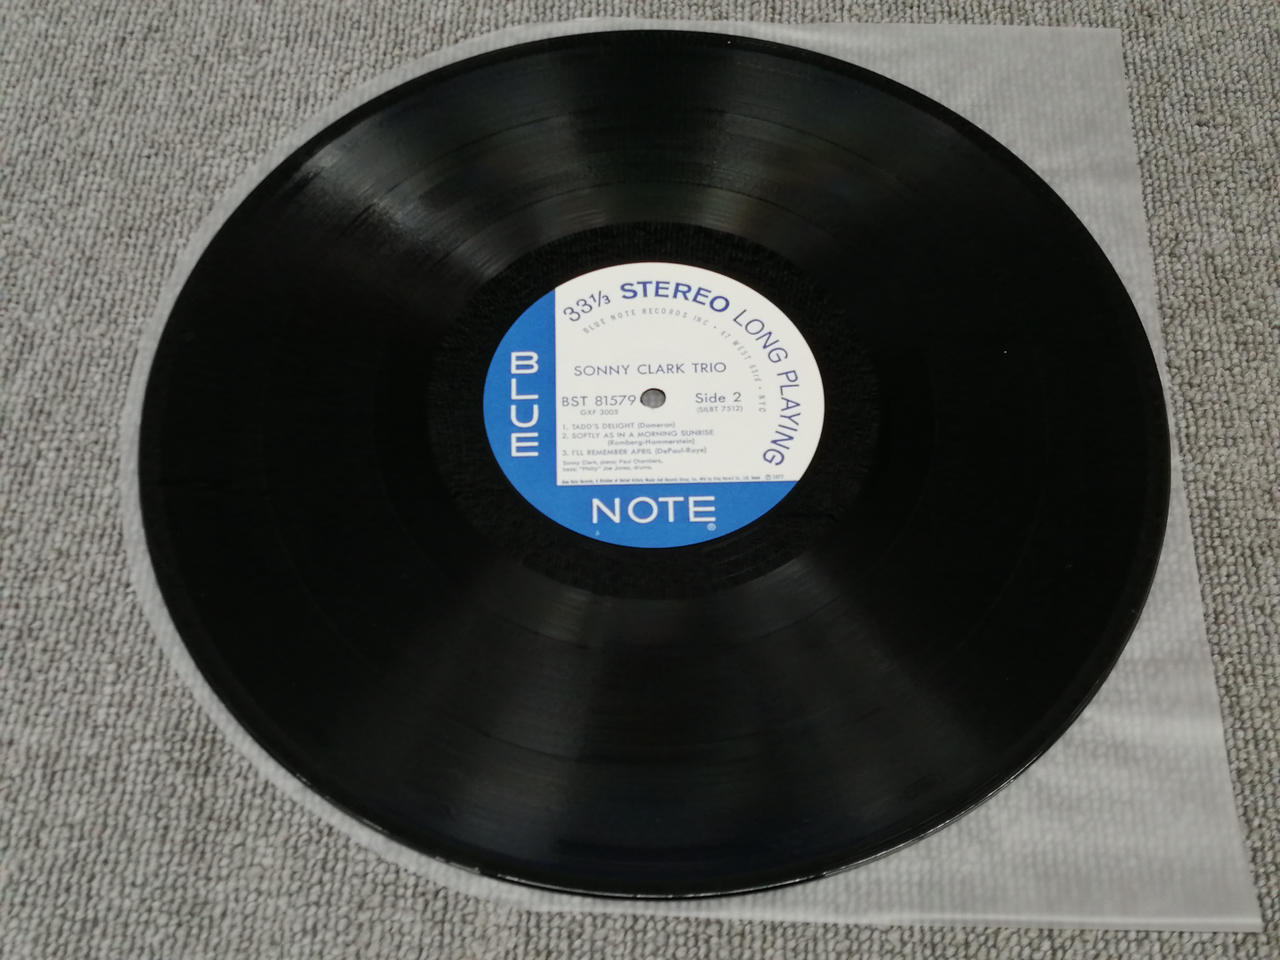 33⅓ STEREO LONG PLAYING
BLUE NOTE RECORDS INC • 47 WEST 63rd • NYC
SONNY CLARK TRIO
BST 81579
Side 2
GXF 3005
(SILBT 7512)
1. TADD'S DELIGHT (Dameron)
2. SOFTLY AS IN A MORNING SUNRISE
(Romberg-Hammerstein)
3. I'LL REMEMBER APRIL (DePaul-Raye)
Sonny Clark, piano; Paul Chambers,
bass; "Philly" Joe Jones, drums.
BLUE
NOTE
®